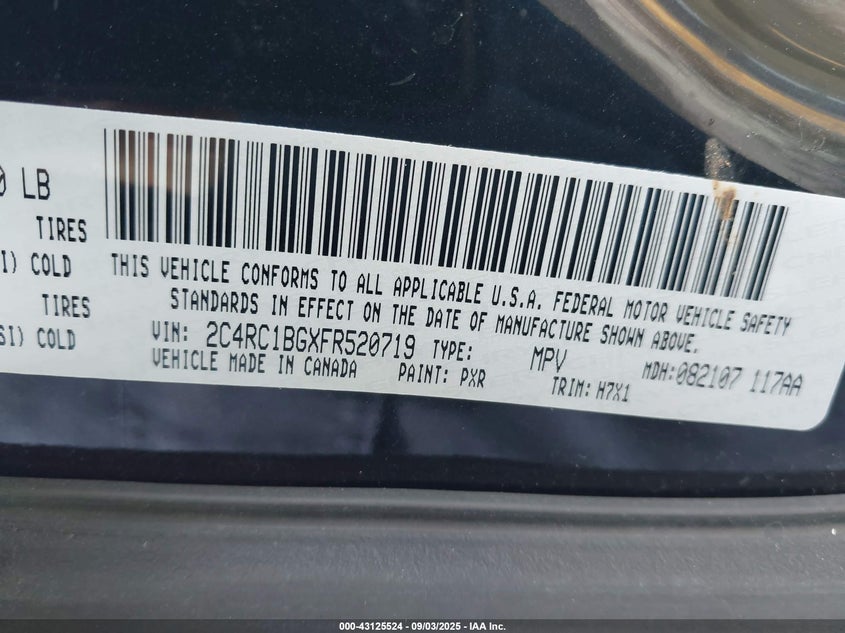 0 LB
TIRES
I) COLD
TIRES
SI) COLD
THIS VEHICLE CONFORMS TO ALL APPLICABLE U.S.A. FEDERAL MOTOR VEHICLE SAFETY
STANDARDS IN EFFECT ON THE DATE OF MANUFACTURE SHOWN ABOVE.
VIN: 2C4RC1BGXFR520719 TYPE: MPV MDH:082107 117AA
VEHICLE MADE IN CANADA PAINT: PXR TRIM: H7X1
000-43125524 - 09/03/2025 - IAA Inc.